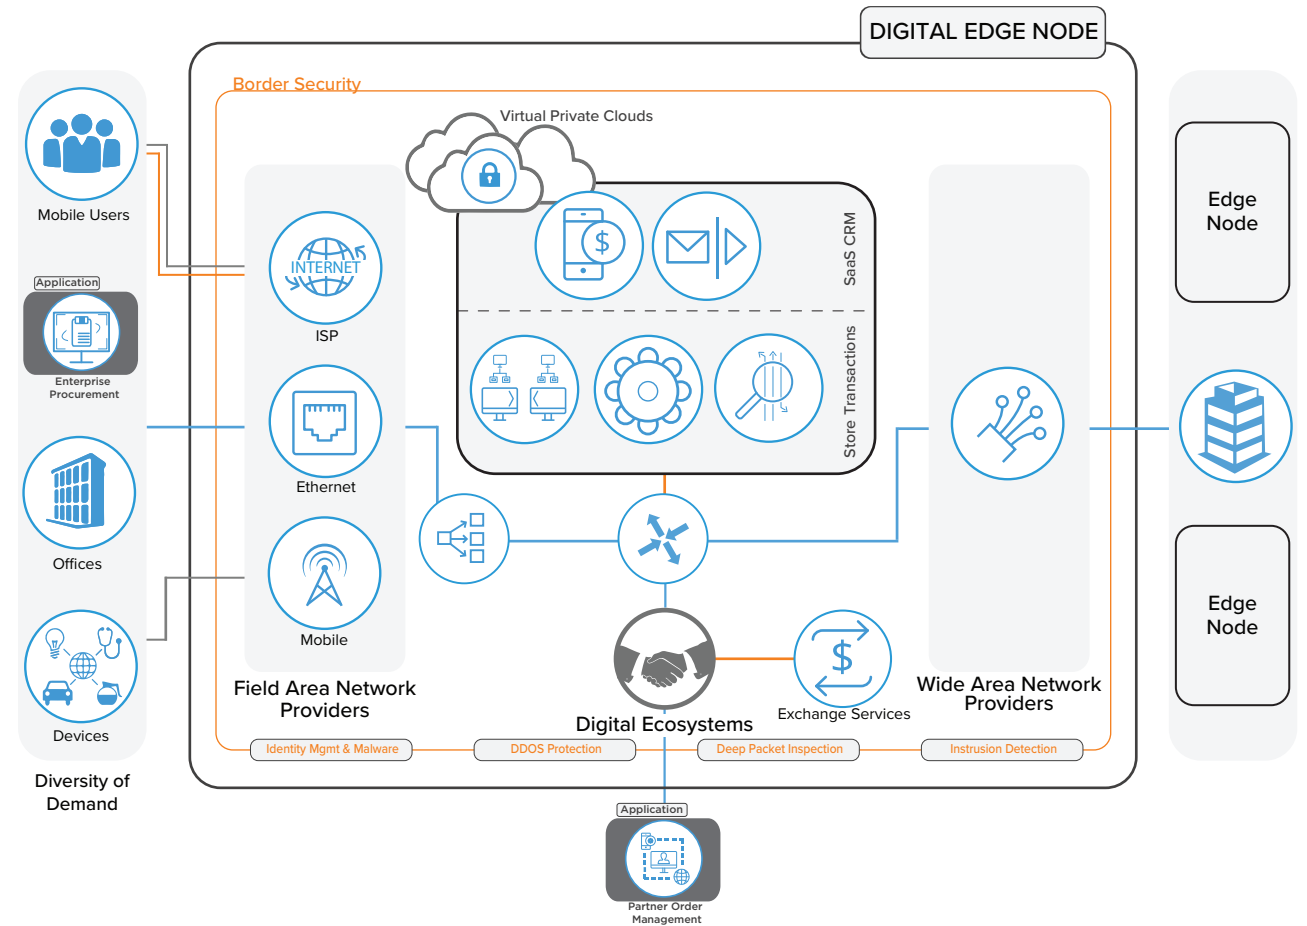 DIGITAL EDGE NODE
Border Security
Virtual Private Clouds
Mobile Users
Application
Enterprise
Procurement
Offices
Devices
Diversity of
Demand
INTERNET
ISP
Ethernet
Mobile
Field Area Network
Providers
$
SaaS CRM
Store Transactions
Digital Ecosystems
$
Exchange Services
Wide Area Network
Providers
Identity Mgmt & Malware
DDOS Protection
Deep Packet Inspection
Instrusion Detection
Application
Partner Order
Management
Edge
Node
Edge
Node